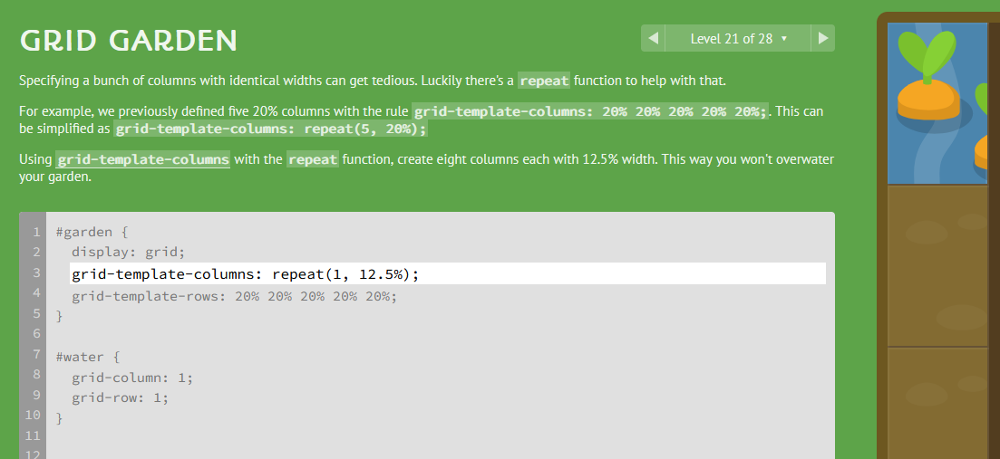 GRID GARDEN
◀ Level 21 of 28 ▼ ▶
Specifying a bunch of columns with identical widths can get tedious. Luckily there's a repeat function to help with that.
For example, we previously defined five 20% columns with the rule grid-template-columns: 20% 20% 20% 20% 20%;. This can
be simplified as grid-template-columns: repeat(5, 20%);
Using grid-template-columns with the repeat function, create eight columns each with 12.5% width. This way you won't overwater
your garden.
1 #garden {
2 display: grid;
3 grid-template-columns: repeat(1, 12.5%);
4 grid-template-rows: 20% 20% 20% 20% 20%;
5 }
6
7 #water {
8 grid-column: 1;
9 grid-row: 1;
10 }
11
12